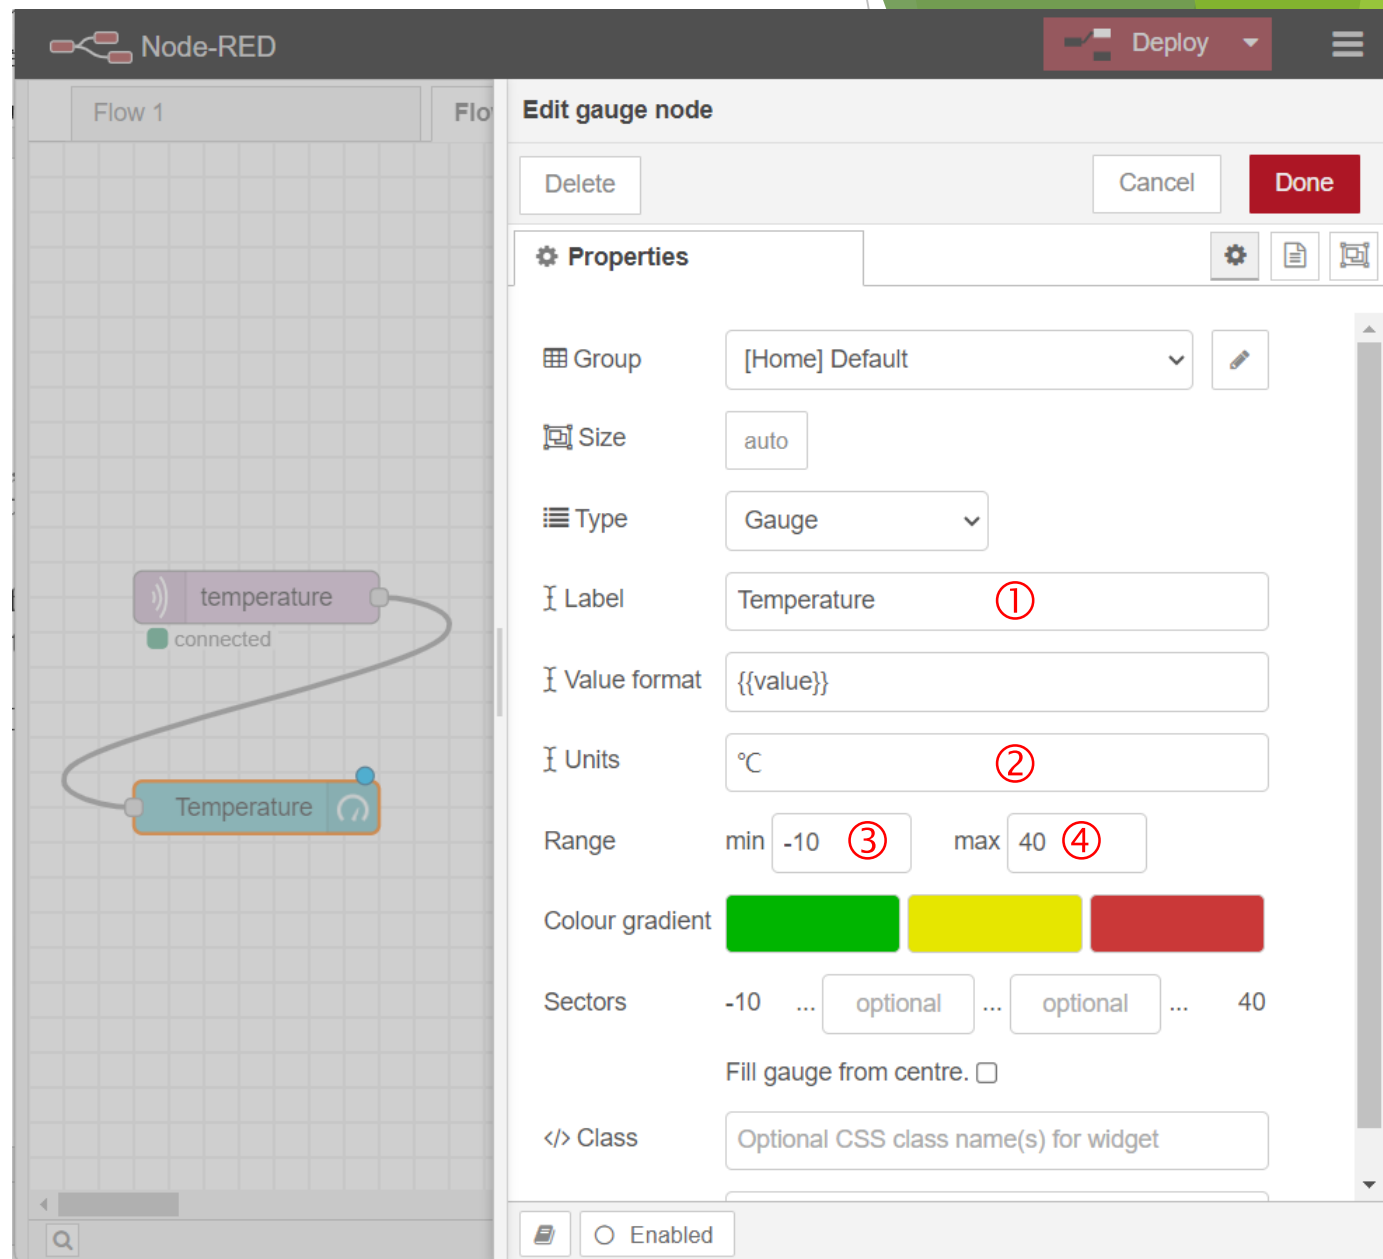 Node-RED
Deploy
Flow 1
Edit gauge node
Delete
Cancel
Done
Properties
Group
[Home] Default
Size
auto
Type
Gauge
Label
Temperature
①
Value format
{{value}}
Units
℃
②
Range
min
-10
③
max
40
④
Colour gradient
Sectors
-10
...
optional
...
optional
...
40
Fill gauge from centre.
</> Class
Optional CSS class name(s) for widget
Enabled
temperature
connected
Temperature